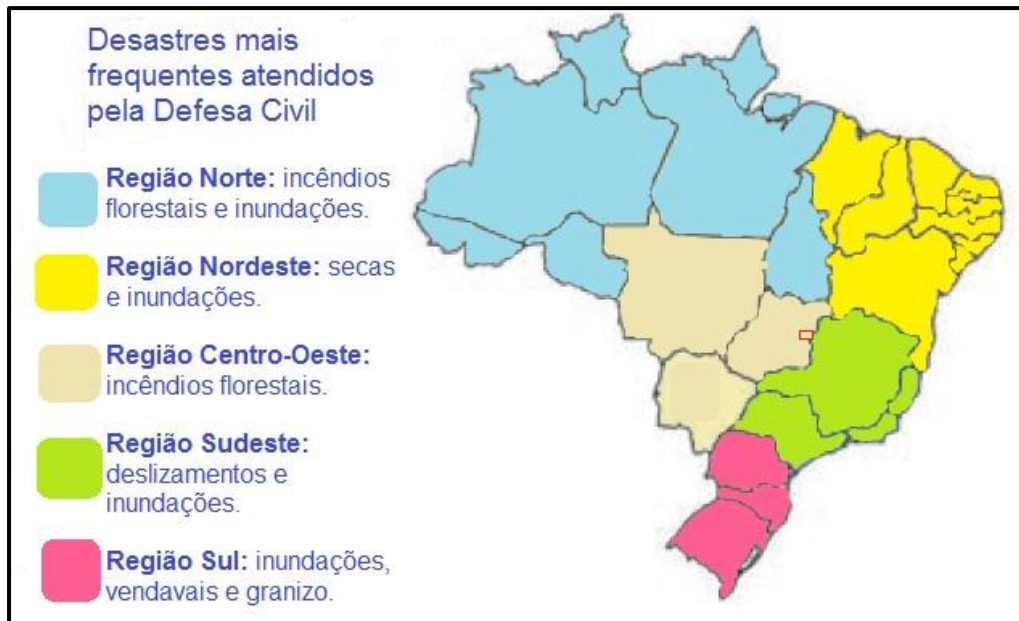 Desastres mais
frequentes atendidos
pela Defesa Civil
Região Norte: incêndios
florestais e inundações.
Região Nordeste: secas
e inundações.
Região Centro-Oeste:
incêndios florestais.
Região Sudeste:
deslizamentos e
inundações.
Região Sul: inundações,
vendavais e granizo.